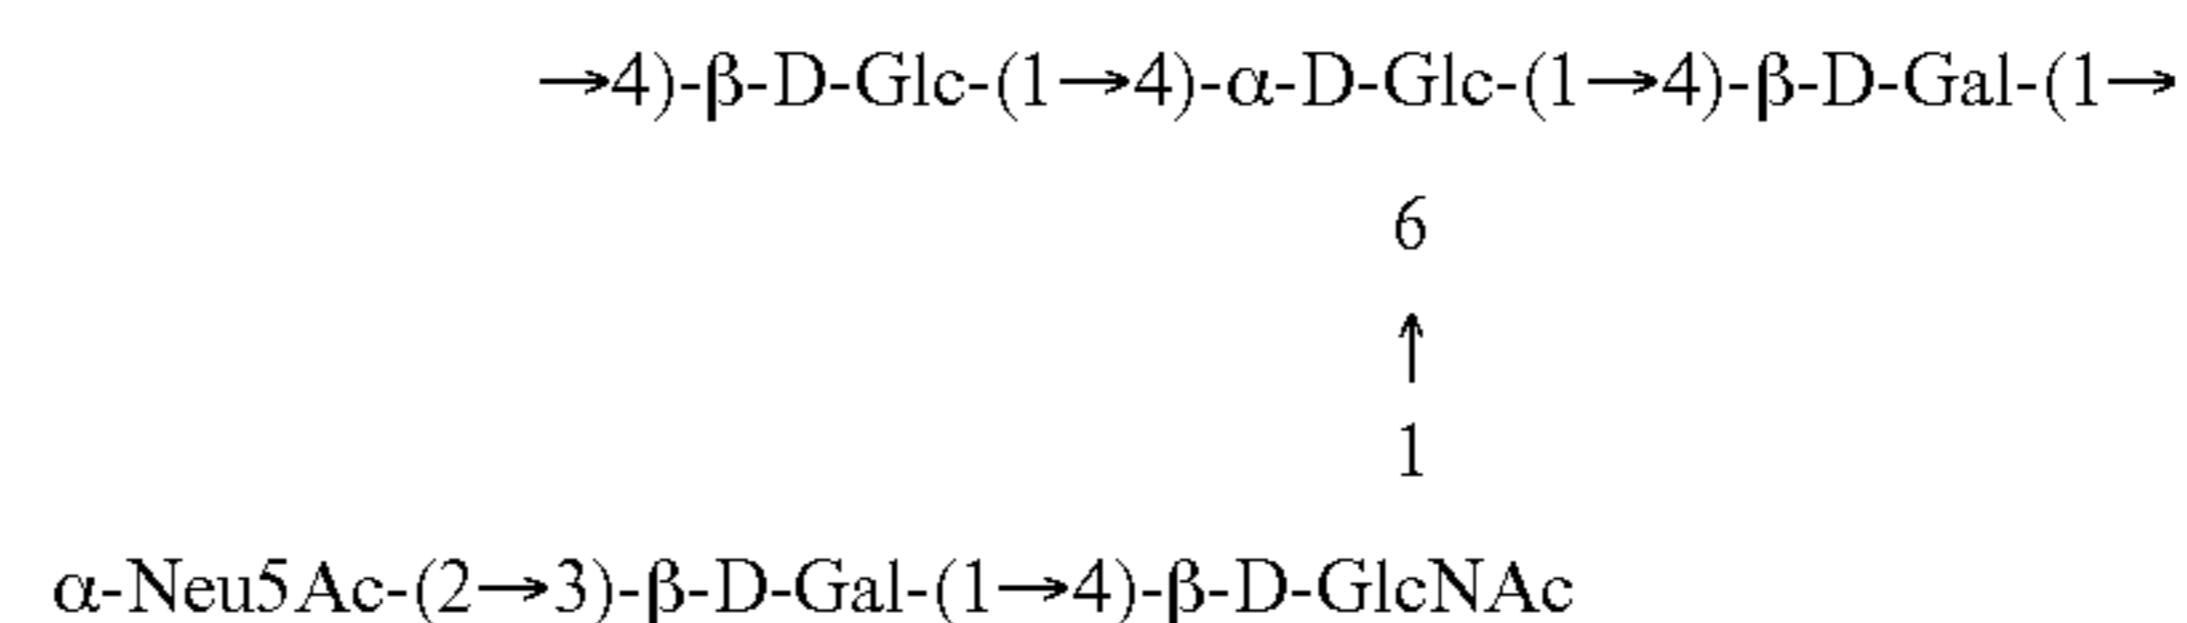 →4)-β-D-Glc-(1→4)-α-D-Glc-(1→4)-β-D-Gal-(1→
6
↑
1
α-Neu5Ac-(2→3)-β-D-Gal-(1→4)-β-D-GlcNAc